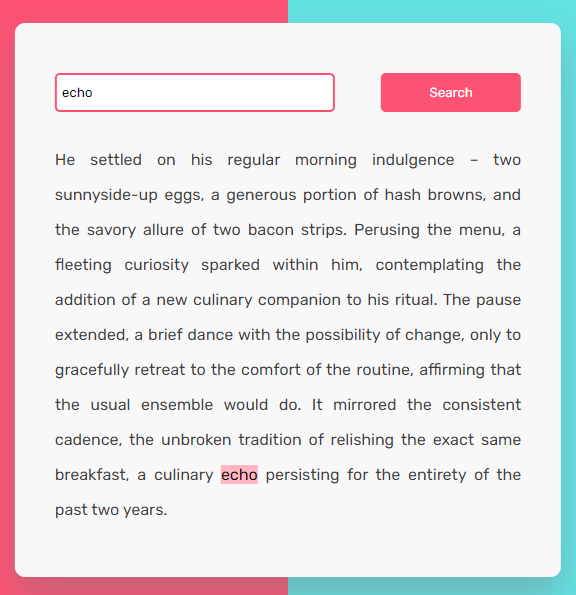 echo
Search
He settled on his regular morning indulgence – two
sunnyside-up eggs, a generous portion of hash browns, and
the savory allure of two bacon strips. Perusing the menu, a
fleeting curiosity sparked within him, contemplating the
addition of a new culinary companion to his ritual. The pause
extended, a brief dance with the possibility of change, only to
gracefully retreat to the comfort of the routine, affirming that
the usual ensemble would do. It mirrored the consistent
cadence, the unbroken tradition of relishing the exact same
breakfast, a culinary echo persisting for the entirety of the
past two years.